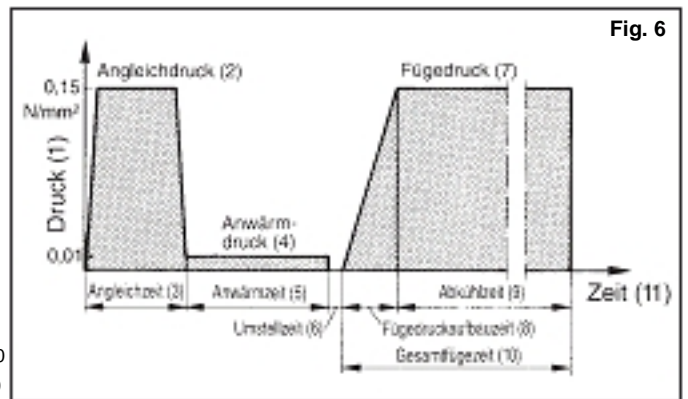 Fig. 6
Angleichdruck (2)
Fügedruck (7)
0,15
N/mm²
Druck (1)
Anwärm-
druck (4)
0,01
Angleichzeit (3)
Anwärmzeit (5)
Abkühlzeit (9)
Zeit (11)
Umstellzeit (6)
Fügedruckaufbauzeit (8)
Gesamtfügezeit (10)